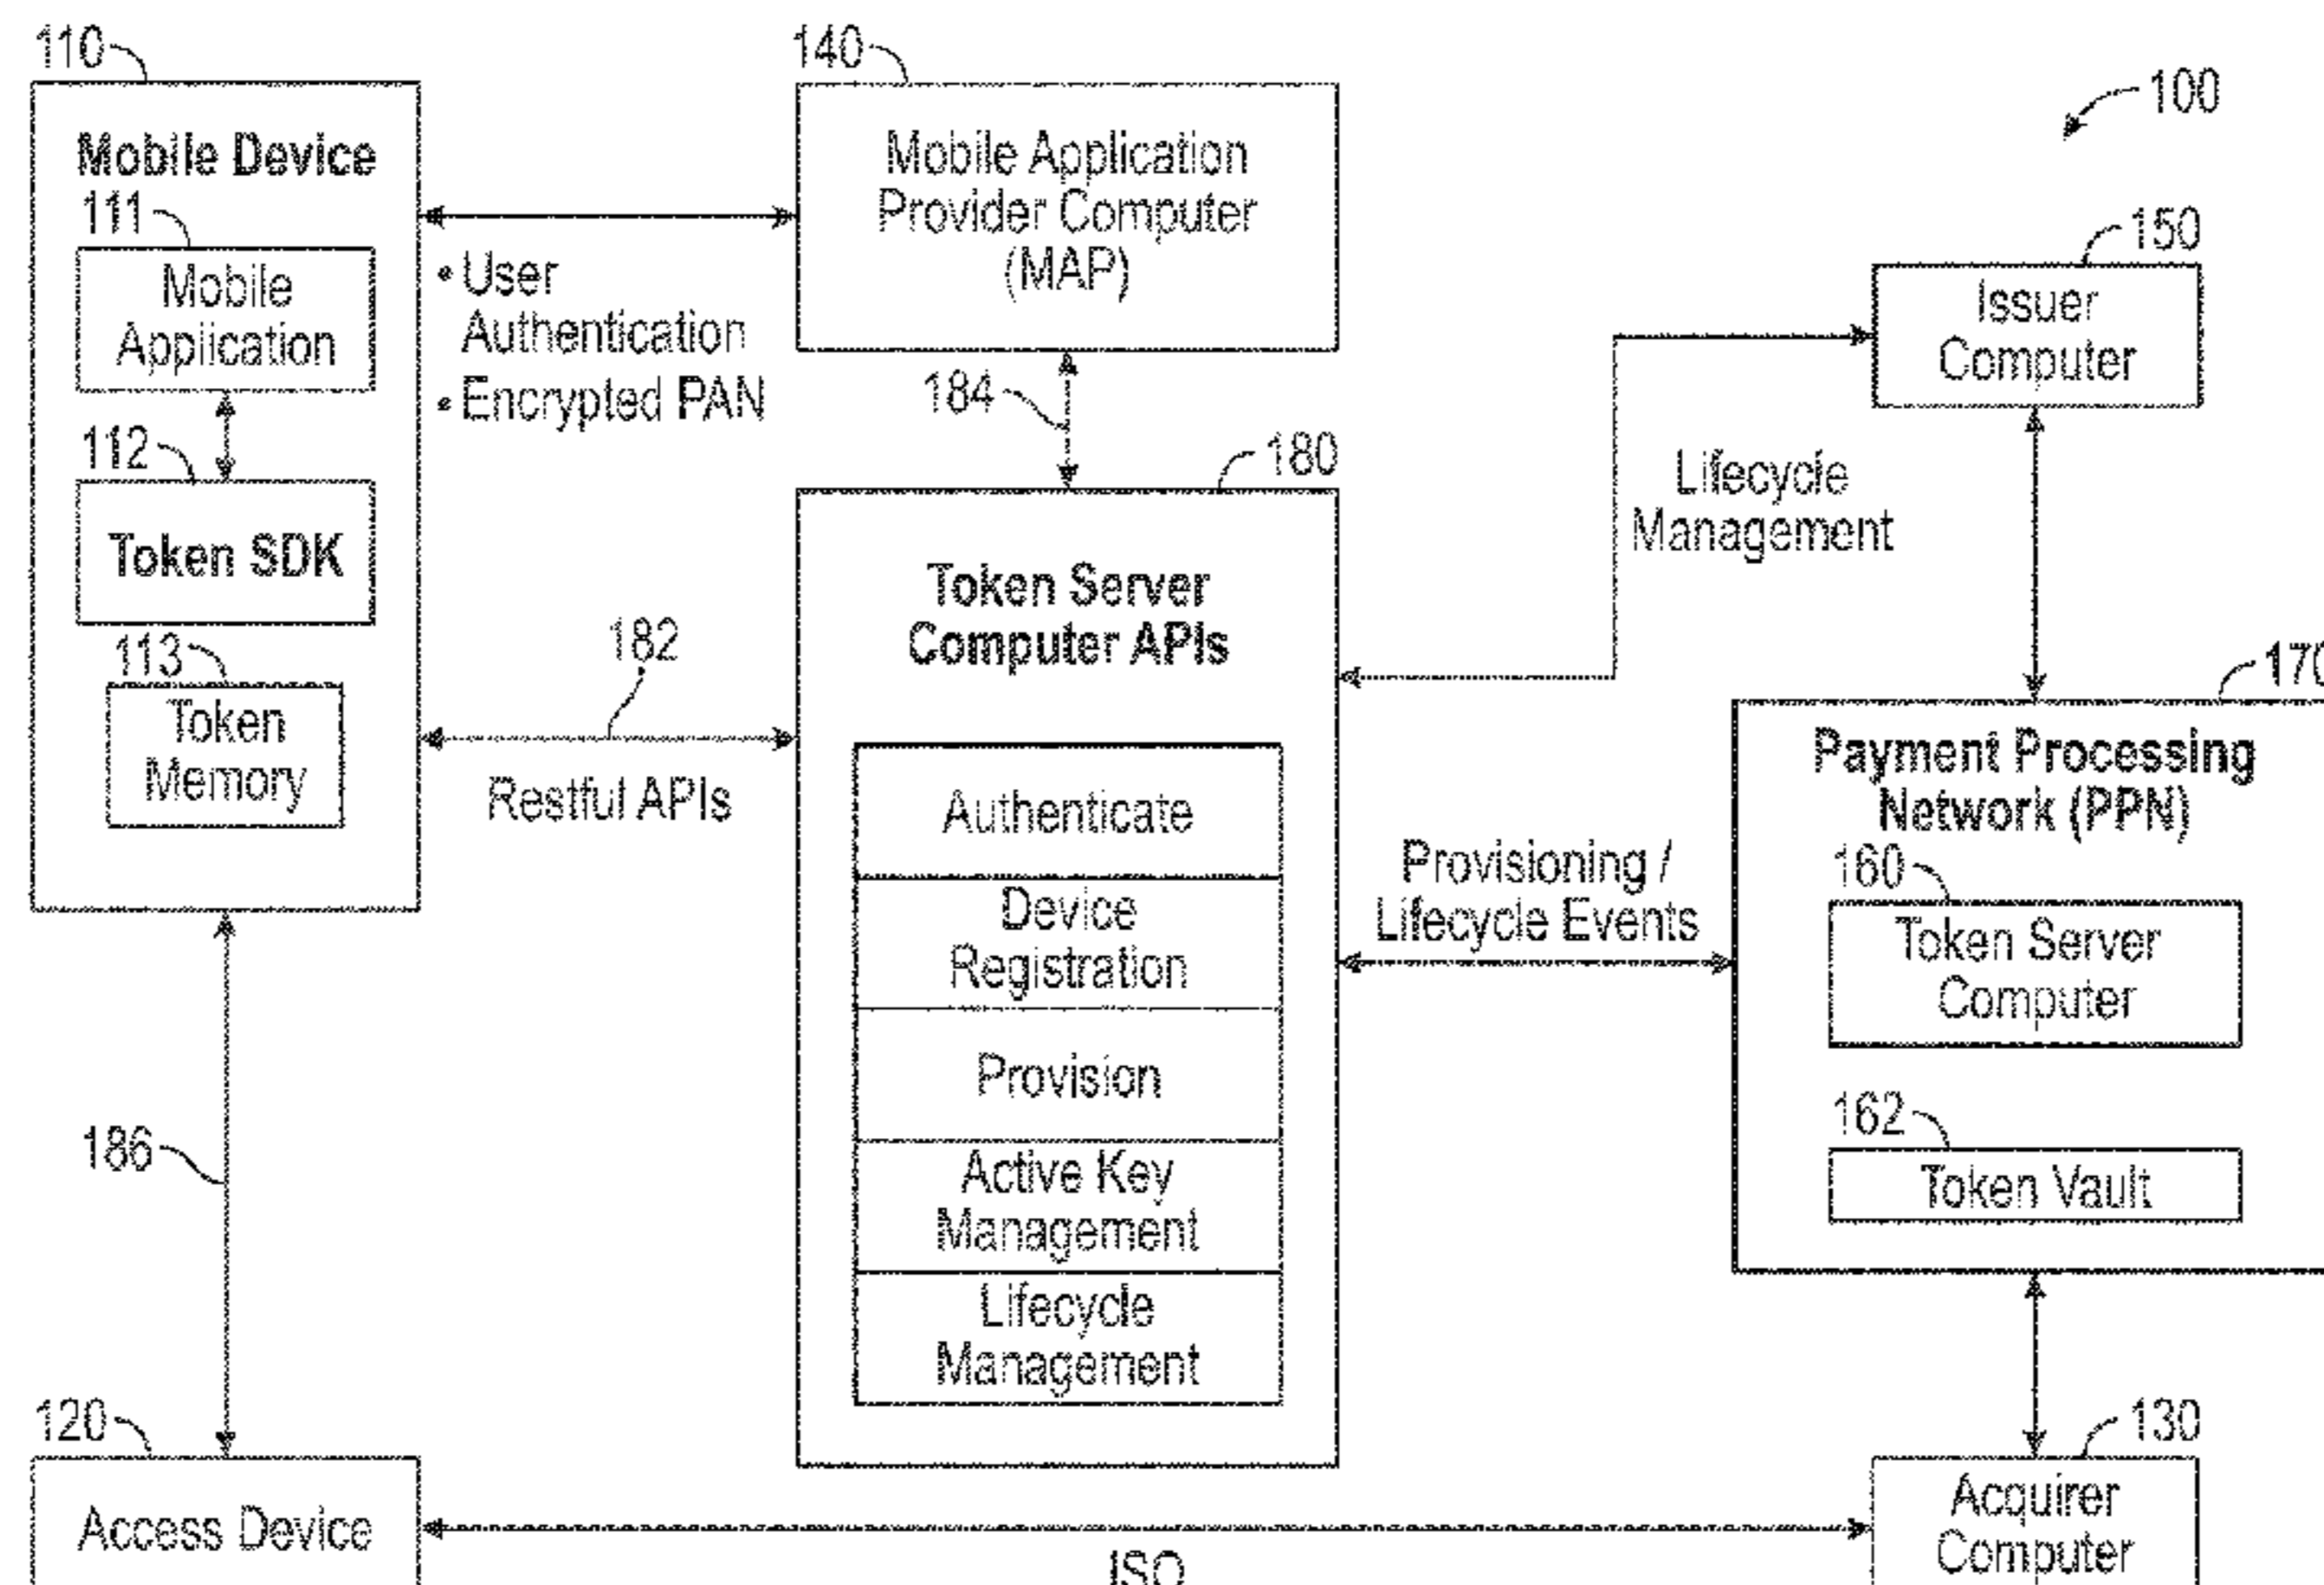 110
Mobile Device
111
Mobile
Application
112
Token SDK
113
Token
Memory
• User
Authentication
• Encrypted PAN
140
Mobile Application
Provider Computer
(MAP)
184
100
150
Issuer
Computer
180
Token Server
Computer APIs
Authenticate
Device
Registration
Provision
Active Key
Management
Lifecycle
Management
182
Restful APIs
Lifecycle
Management
Provisioning /
Lifecycle Events
170
Payment Processing
Network (PPN)
160
Token Server
Computer
162
Token Vault
186
120
Access Device
ISO
130
Acquirer
Computer